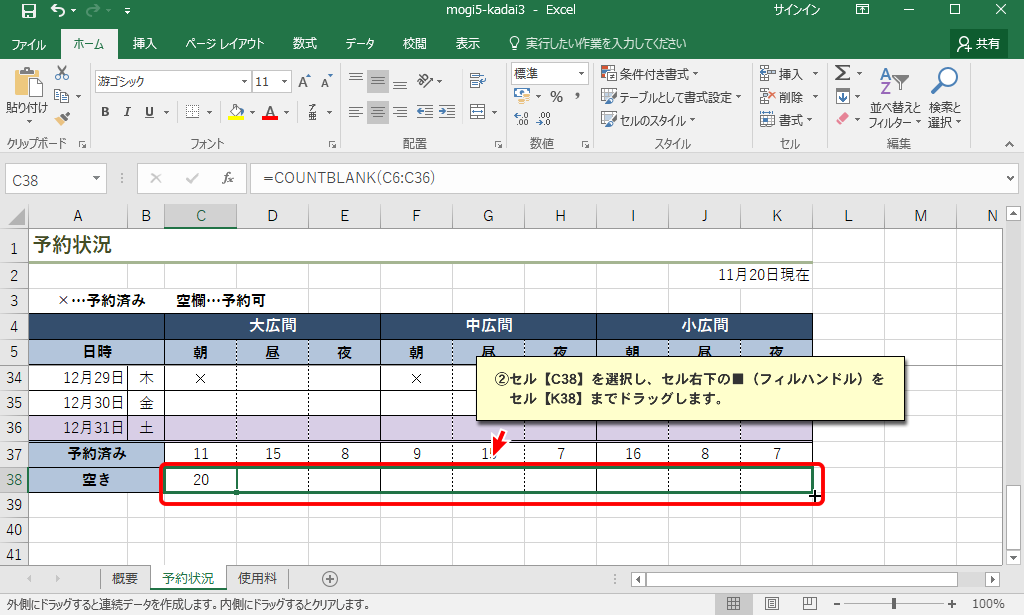 mogi5-kadai3 - Excel
サインイン
ファイル ホーム 挿入 ページ レイアウト 数式 データ 校閲 表示 実行したい作業を入力してください 共有
貼り付け
クリップボード
游ゴシック 11
B I U
フォント
配置
標準
% ,
数値
条件付き書式
テーブルとして書式設定
セルのスタイル
スタイル
挿入
削除
書式
セル
並べ替えと
フィルター
検索と
選択
編集
C38 fx =COUNTBLANK(C6:C36)
A B C D E F G H I J K L M N
1 予約状況
2 11月20日現在
3 ×…予約済み 空欄…予約可
4 大広間 中広間 小広間
5 日時 朝 昼 夜 朝 昼 夜 朝 昼 夜
34 12月29日 木 × ×
35 12月30日 金
36 12月31日 土
②セル【C38】を選択し、セル右下の■（フィルハンドル）を
セル【K38】までドラッグします。
37 予約済み 11 15 8 9 7 16 8 7
38 空き 20
39
40
41
概要 予約状況 使用料
外側にドラッグすると連続データを作成します。内側にドラッグするとクリアします。
100%